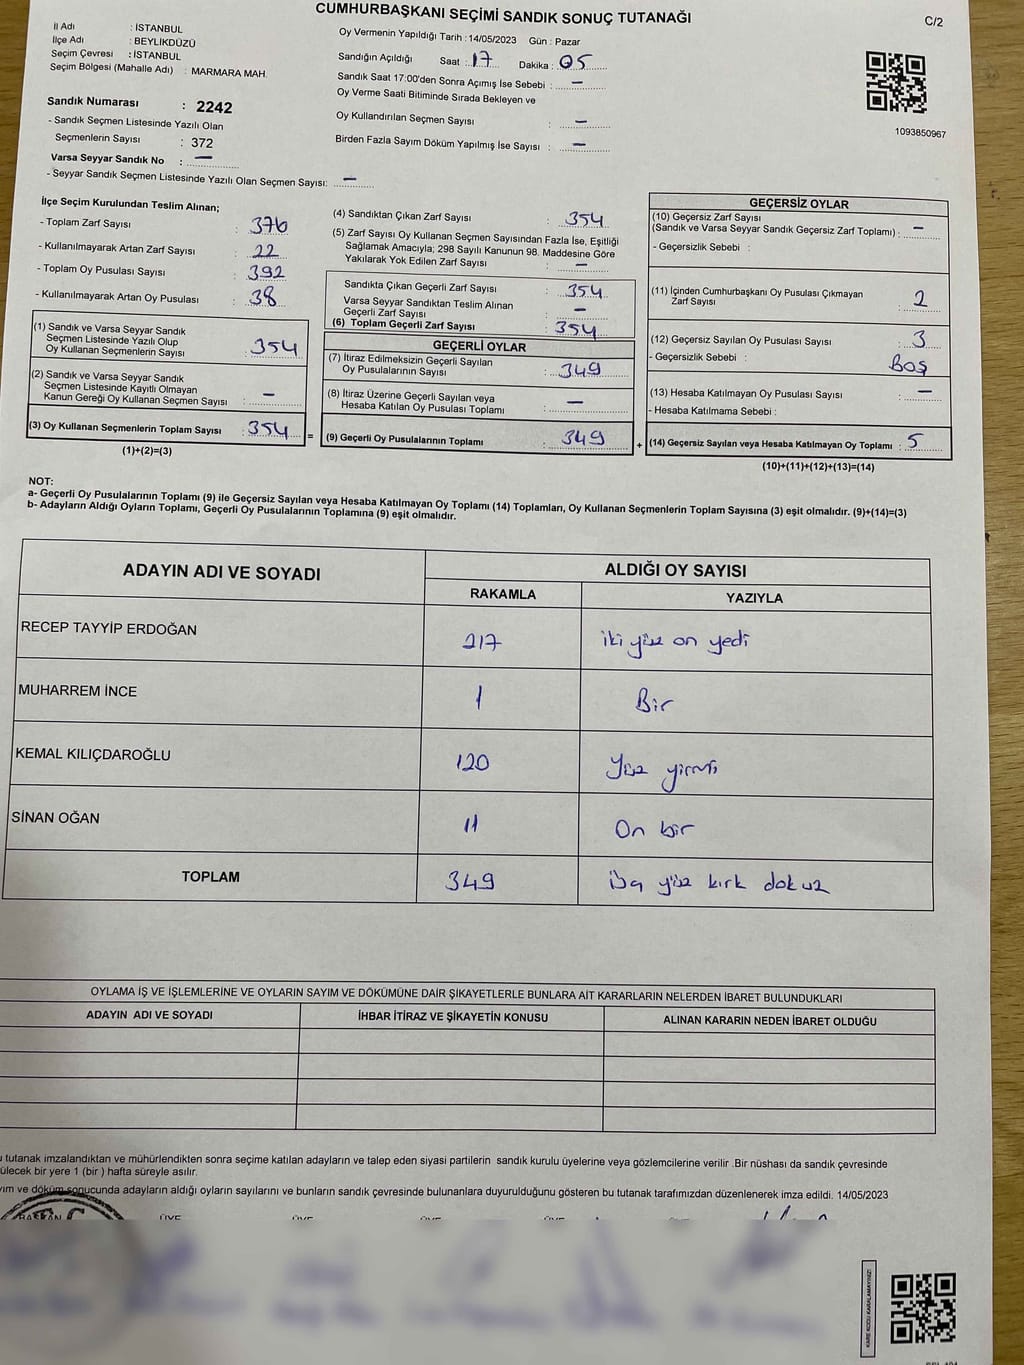 CUMHURBAŞKANI SEÇİMİ SANDIK SONUÇ TUTANAĞI
C/2
İl Adı : İSTANBUL
İlçe Adı : BEYLİKDÜZÜ
Seçim Çevresi : İSTANBUL
Seçim Bölgesi (Mahalle Adı) : MARMARA MAH.
Sandık Numarası : 2242
- Sandık Seçmen Listesinde Yazılı Olan
Seçmenlerin Sayısı : 372
Varsa Seyyar Sandık No : —
- Seyyar Sandık Seçmen Listesinde Yazılı Olan Seçmen Sayısı: —
Oy Vermenin Yapıldığı Tarih : 14/05/2023 Gün : Pazar
Sandığın Açıldığı Saat : 17 Dakika : 05
Sandık Saat 17:00'den Sonra Açımış İse Sebebi : —
Oy Verme Saati Bitiminde Sırada Bekleyen ve
Oy Kullandırılan Seçmen Sayısı : —
Birden Fazla Sayım Döküm Yapılmış İse Sayısı : —
1093850967
İlçe Seçim Kurulundan Teslim Alınan;
- Toplam Zarf Sayısı : 376
- Kullanılmayarak Artan Zarf Sayısı : 22
- Toplam Oy Pusulası Sayısı : 392
- Kullanılmayarak Artan Oy Pusulası : 38
(1) Sandık ve Varsa Seyyar Sandık
Seçmen Listesinde Yazılı Olup
Oy Kullanan Seçmenlerin Sayısı : 354
(2) Sandık ve Varsa Seyyar Sandık
Seçmen Listesinde Kayıtlı Olmayan
Kanun Gereği Oy Kullanan Seçmen Sayısı : —
(3) Oy Kullanan Seçmenlerin Toplam Sayısı : 354 =
(1)+(2)=(3)
(4) Sandıktan Çıkan Zarf Sayısı : 354
(5) Zarf Sayısı Oy Kullanan Seçmen Sayısından Fazla İse, Eşitliği
Sağlamak Amacıyla; 298 Sayılı Kanunun 98. Maddesine Göre
Yakılarak Yok Edilen Zarf Sayısı : —
Sandıkta Çıkan Geçerli Zarf Sayısı : 354
Varsa Seyyar Sandıktan Teslim Alınan
Geçerli Zarf Sayısı : —
(6) Toplam Geçerli Zarf Sayısı : 354
GEÇERLİ OYLAR
(7) İtiraz Edilmeksizin Geçerli Sayılan
Oy Pusulalarının Sayısı : 349
(8) İtiraz Üzerine Geçerli Sayılan veya
Hesaba Katılan Oy Pusulası Toplamı : —
(9) Geçerli Oy Pusulalarının Toplamı : 349 +
GEÇERSİZ OYLAR
(10) Geçersiz Zarf Sayısı
(Sandık ve Varsa Seyyar Sandık Geçersiz Zarf Toplamı) : —
- Geçersizlik Sebebi :
(11) İçinden Cumhurbaşkanı Oy Pusulası Çıkmayan
Zarf Sayısı : 2
(12) Geçersiz Sayılan Oy Pusulası Sayısı : 3
- Geçersizlik Sebebi : Boş
(13) Hesaba Katılmayan Oy Pusulası Sayısı : —
- Hesaba Katılmama Sebebi :
(14) Geçersiz Sayılan veya Hesaba Katılmayan Oy Toplamı : 5
(10)+(11)+(12)+(13)=(14)
NOT:
a- Geçerli Oy Pusulalarının Toplamı (9) ile Geçersiz Sayılan veya Hesaba Katılmayan Oy Toplamı (14) Toplamları, Oy Kullanan Seçmenlerin Toplam Sayısına (3) eşit olmalıdır. (9)+(14)=(3)
b- Adayların Aldığı Oyların Toplamı, Geçerli Oy Pusulalarının Toplamına (9) eşit olmalıdır.
ADAYIN ADI VE SOYADI ALDIĞI OY SAYISI
RAKAMLA YAZIYLA
RECEP TAYYİP ERDOĞAN 217 iki yüz on yedi
MUHARREM İNCE 1 Bir
KEMAL KILIÇDAROĞLU 120 Yüz yirmi
SİNAN OĞAN 11 On bir
TOPLAM 349 yüz kırk dokuz
OYLAMA İŞ VE İŞLEMLERİNE VE OYLARIN SAYIM VE DÖKÜMÜNE DAİR ŞİKAYETLERLE BUNLARA AİT KARARLARIN NELERDEN İBARET BULUNDUKLARI
ADAYIN ADI VE SOYADI İHBAR İTİRAZ VE ŞİKAYETİN KONUSU ALINAN KARARIN NEDEN İBARET OLDUĞU
tutanak imzalandıktan ve mühürlendikten sonra seçime katılan adayların ve talep eden siyasi partilerin sandık kurulu üyelerine veya gözlemcilerine verilir .Bir nüshası da sandık çevresinde
ülecek bir yere 1 (bir ) hafta süreyle asılır.
ım ve döküm sonucunda adayların aldığı oyların sayılarını ve bunların sandık çevresinde bulunanlara duyurulduğunu gösteren bu tutanak tarafımızdan düzenlenerek imza edildi. 14/05/2023
BAŞKAN ÜYE ÜYE ÜYE ÜYE
KARE KODU KARALAMAYINIZ!